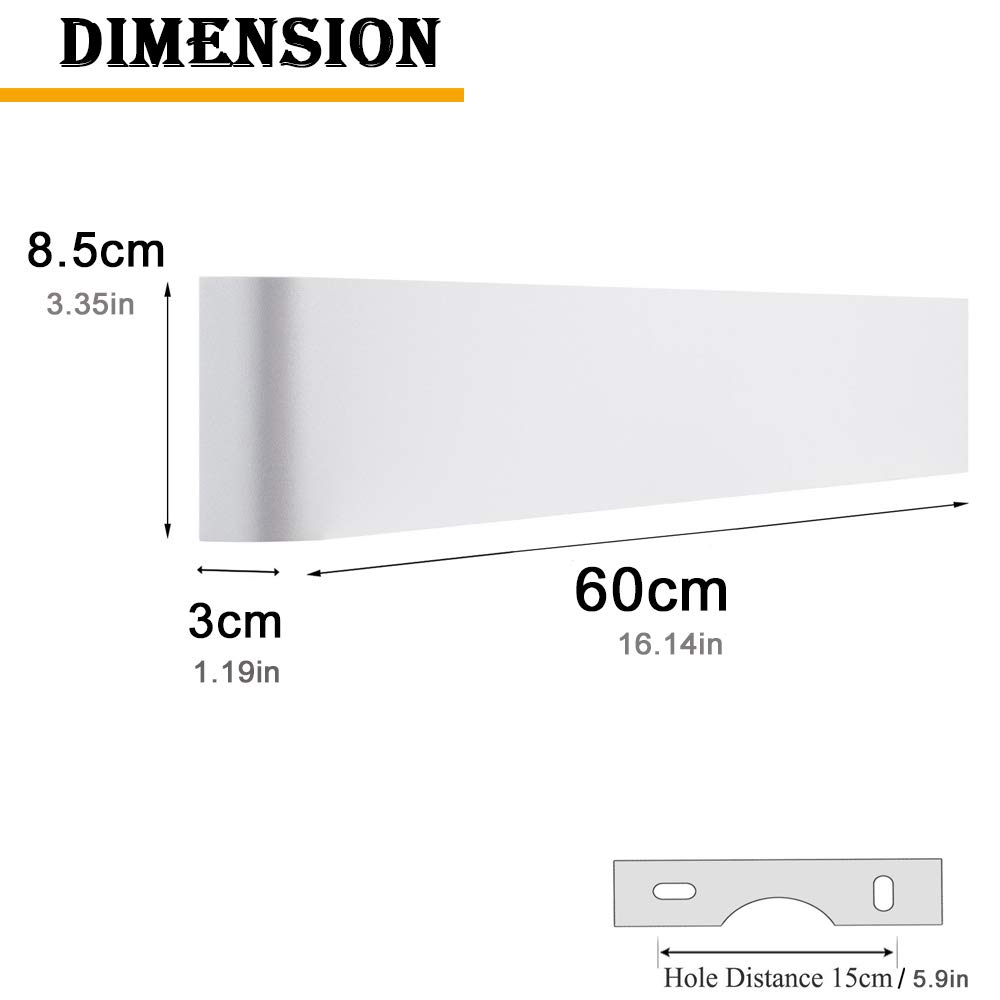 DIMENSION
8.5cm
3.35in
60cm
16.14in
3cm
1.19in
Hole Distance 15cm / 5.9in